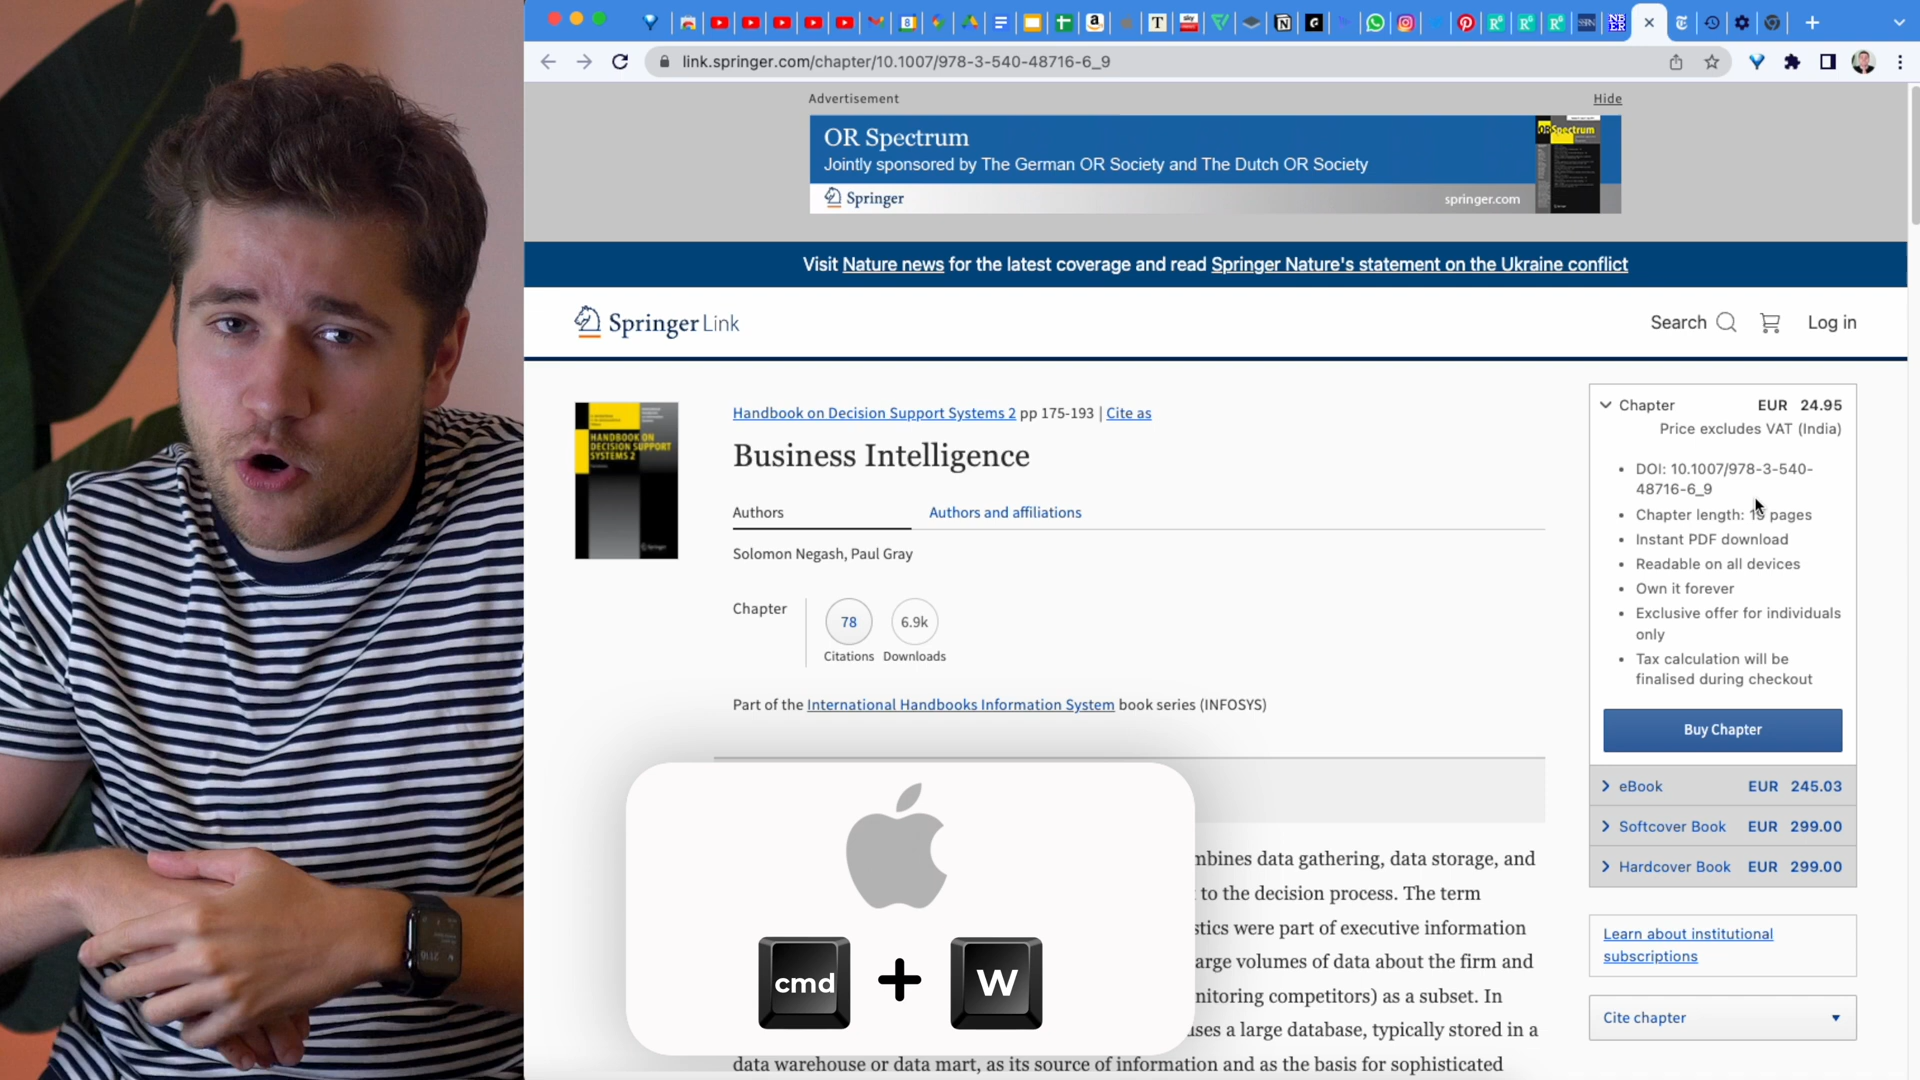 link.springer.com/chapter/10.1007/978-3-540-48716-6_9
Advertisement
Hide
OR Spectrum
Jointly sponsored by The German OR Society and The Dutch OR Society
Springer
springer.com
OR Spectrum
Visit Nature news for the latest coverage and read Springer Nature's statement on the Ukraine conflict
Springer Link
Search
Log in
HANDBOOK ON
DECISION SUPPORT
SYSTEMS 2
Handbook on Decision Support Systems 2 pp 175-193 | Cite as
Business Intelligence
Authors
Authors and affiliations
Solomon Negash, Paul Gray
Chapter
78
Citations
6.9k
Downloads
Part of the International Handbooks Information System book series (INFOSYS)
mbines data gathering, data storage, and
to the decision process. The term
stics were part of executive information
arge volumes of data about the firm and
nitoring competitors) as a subset. In
ises a large database, typically stored in a
data warehouse or data mart, as its source of information and as the basis for sophisticated
cmd + W
Chapter EUR 24.95
Price excludes VAT (India)
DOI: 10.1007/978-3-540-
48716-6_9
Chapter length: 19 pages
Instant PDF download
Readable on all devices
Own it forever
Exclusive offer for individuals
only
Tax calculation will be
finalised during checkout
Buy Chapter
eBook EUR 245.03
Softcover Book EUR 299.00
Hardcover Book EUR 299.00
Learn about institutional
subscriptions
Cite chapter